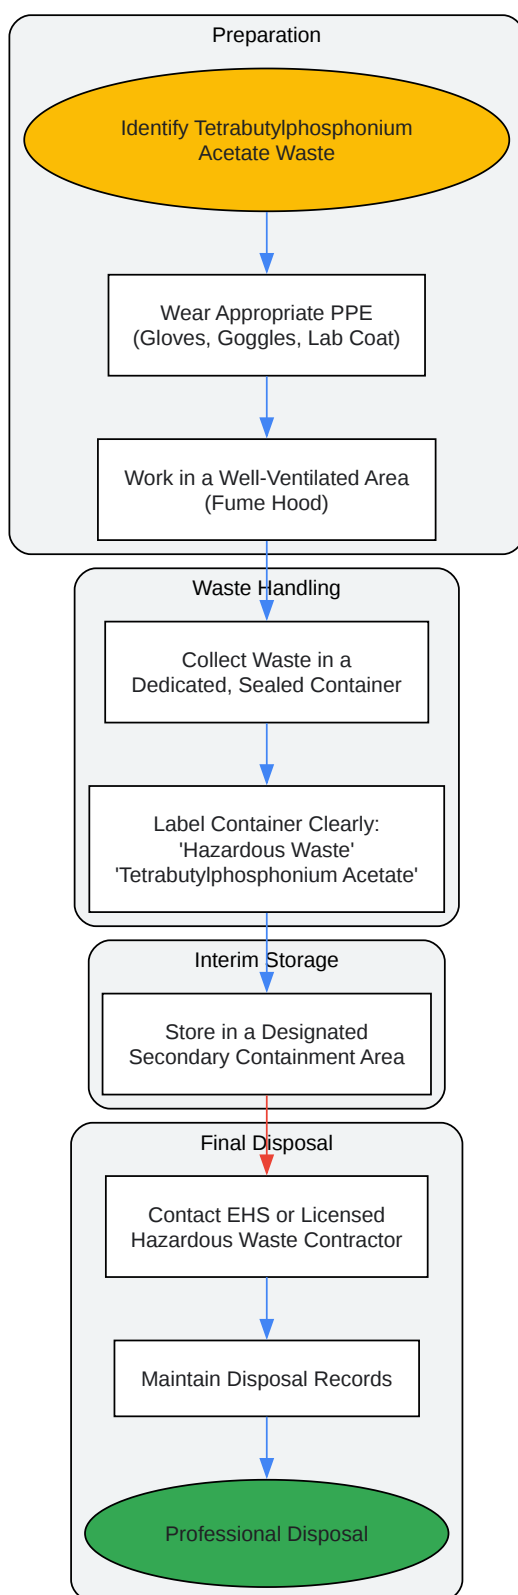 Preparation
Identify Tetrabutylphosphonium
Acetate Waste
Wear Appropriate PPE
(Gloves, Goggles, Lab Coat)
Work in a Well-Ventilated Area
(Fume Hood)
Waste Handling
Collect Waste in a
Dedicated, Sealed Container
Label Container Clearly:
'Hazardous Waste'
'Tetrabutylphosphonium Acetate'
Interim Storage
Store in a Designated
Secondary Containment Area
Final Disposal
Contact EHS or Licensed
Hazardous Waste Contractor
Maintain Disposal Records
Professional Disposal